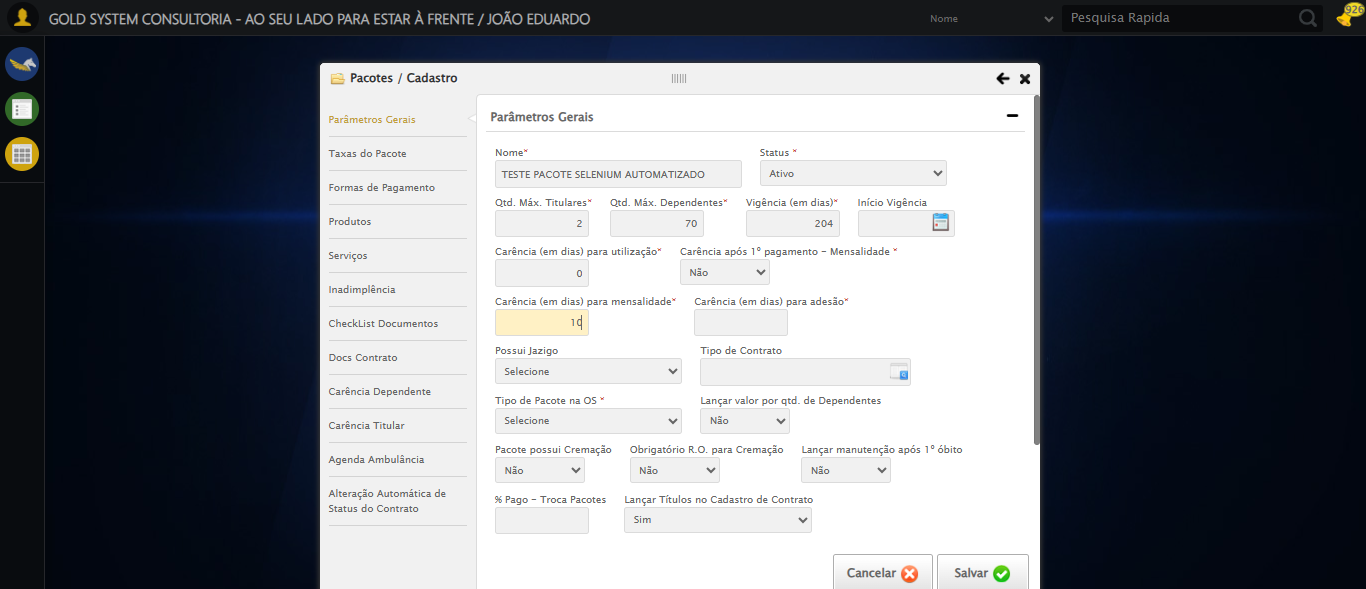 GOLD SYSTEM CONSULTORIA - AO SEU LADO PARA ESTAR À FRENTE / JOÃO EDUARDO
Nome
Pesquisa Rapida
926
Pacotes / Cadastro
Parâmetros Gerais
Taxas do Pacote
Formas de Pagamento
Produtos
Serviços
Inadimplência
CheckList Documentos
Docs Contrato
Carência Dependente
Carência Titular
Agenda Ambulância
Alteração Automática de
Status do Contrato
Parâmetros Gerais
Nome* Status *
TESTE PACOTE SELENIUM AUTOMATIZADO Ativo
Qtd. Máx. Titulares* Qtd. Máx. Dependentes* Vigência (em dias)* Início Vigência
2 70 204
Carência (em dias) para utilização* Carência após 1º pagamento - Mensalidade *
0 Não
Carência (em dias) para mensalidade* Carência (em dias) para adesão*
10
Possui Jazigo Tipo de Contrato
Selecione
Tipo de Pacote na OS * Lançar valor por qtd. de Dependentes
Selecione Não
Pacote possui Cremação Obrigatório R.O. para Cremação Lançar manutenção após 1º óbito
Não Não Não
% Pago - Troca Pacotes Lançar Títulos no Cadastro de Contrato
Sim
Cancelar Salvar